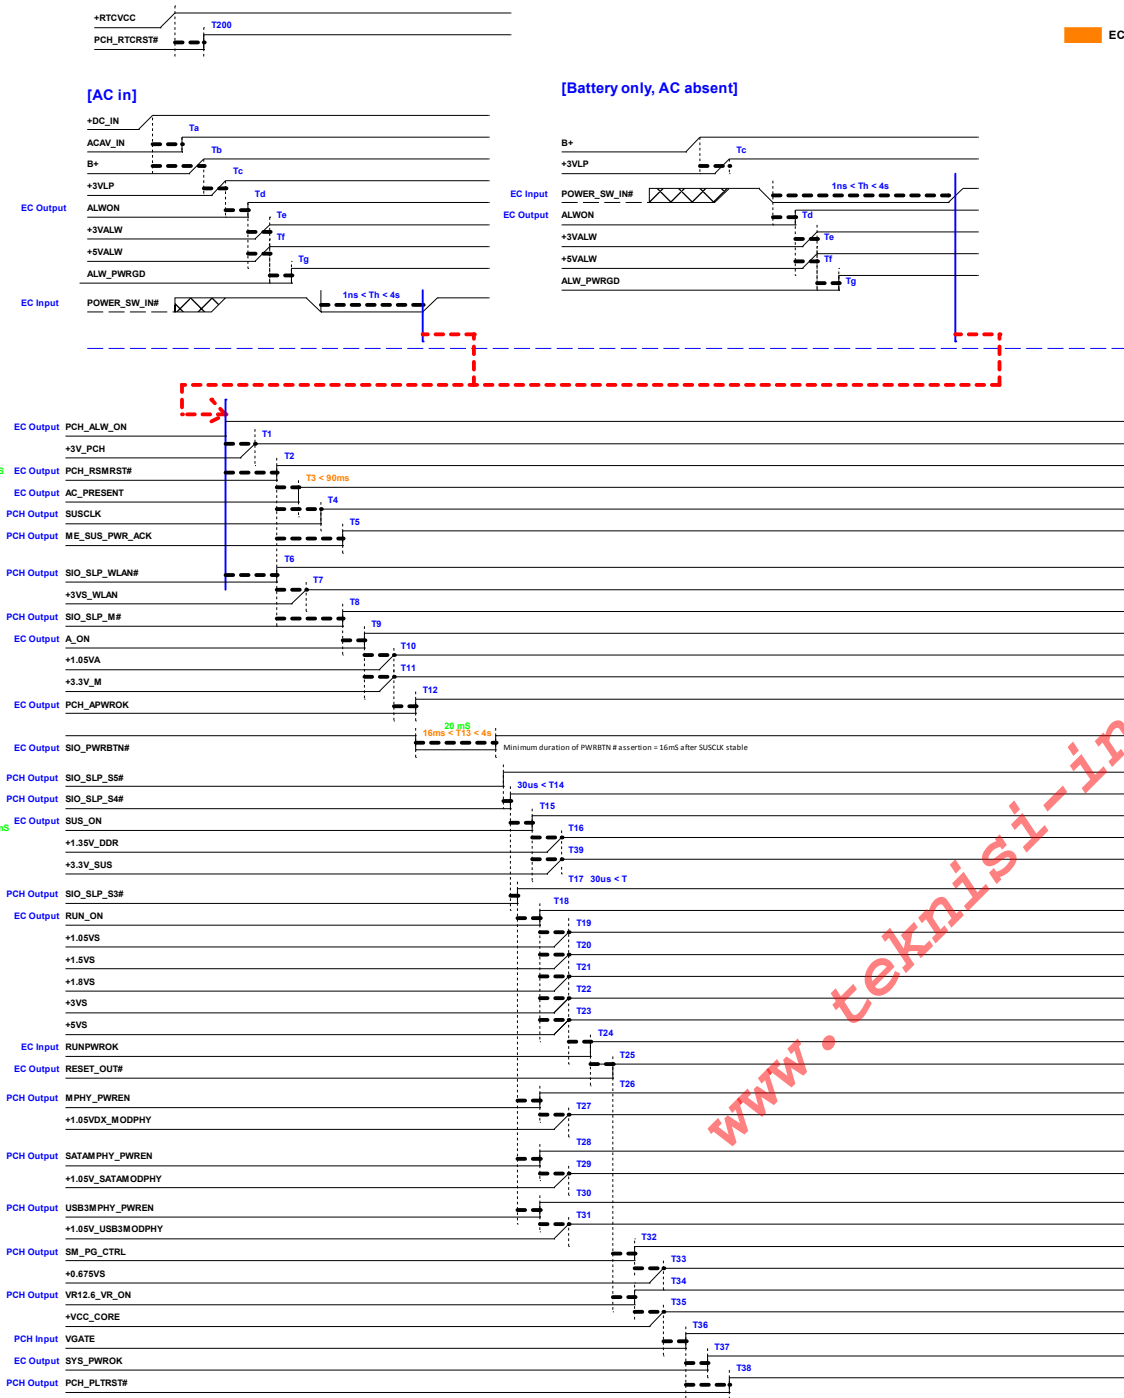 +RTCVCC
T200
PCH_RTCRST#
EC
[AC in]
+DC_IN
Ta
ACAV_IN
Tb
B+
Tc
+3VLP
Td
EC Output ALWON
Te
+3VALW
Tf
+5VALW
Tg
ALW_PWRGD
1ns < Th < 4s
EC Input POWER_SW_IN#
[Battery only, AC absent]
B+
Tc
+3VLP
1ns < Th < 4s
EC Input POWER_SW_IN#
EC Output ALWON
Td
+3VALW
Te
+5VALW
Tf
ALW_PWRGD
Tg
EC Output PCH_ALW_ON
T1
+3V_PCH
T2
S EC Output PCH_RSMRST#
T3 < 90ms
EC Output AC_PRESENT
T4
PCH Output SUSCLK
T5
PCH Output ME_SUS_PWR_ACK
T6
PCH Output SIO_SLP_WLAN#
T7
+3VS_WLAN
T8
PCH Output SIO_SLP_M#
T9
EC Output A_ON
T10
+1.05VA
T11
+3.3V_M
T12
EC Output PCH_APWROK
20 mS
16ms < T13 < 4s
EC Output SIO_PWRBTN#
Minimum duration of PWRBTN# assertion = 16mS after SUSCLK stable
PCH Output SIO_SLP_S5#
30us < T14
PCH Output SIO_SLP_S4#
T15
EC Output SUS_ON
mS
T16
+1.35V_DDR
T39
+3.3V_SUS
T17 30us < T
PCH Output SIO_SLP_S3#
T18
EC Output RUN_ON
T19
+1.05VS
T20
+1.5VS
T21
+1.8VS
T22
+3VS
T23
+5VS
T24
EC Input RUNPWROK
T25
EC Output RESET_OUT#
T26
PCH Output MPHY_PWREN
T27
+1.05VDX_MODPHY
T28
PCH Output SATAMPHY_PWREN
T29
+1.05V_SATAMODPHY
T30
PCH Output USB3MPHY_PWREN
T31
+1.05V_USB3MODPHY
T32
PCH Output SM_PG_CTRL
T33
+0.675VS
T34
PCH Output VR12.6_VR_ON
T35
+VCC_CORE
T36
PCH Input VGATE
T37
EC Output SYS_PWROK
T38
PCH Output PCH_PLTRST#
www.teknisi-in